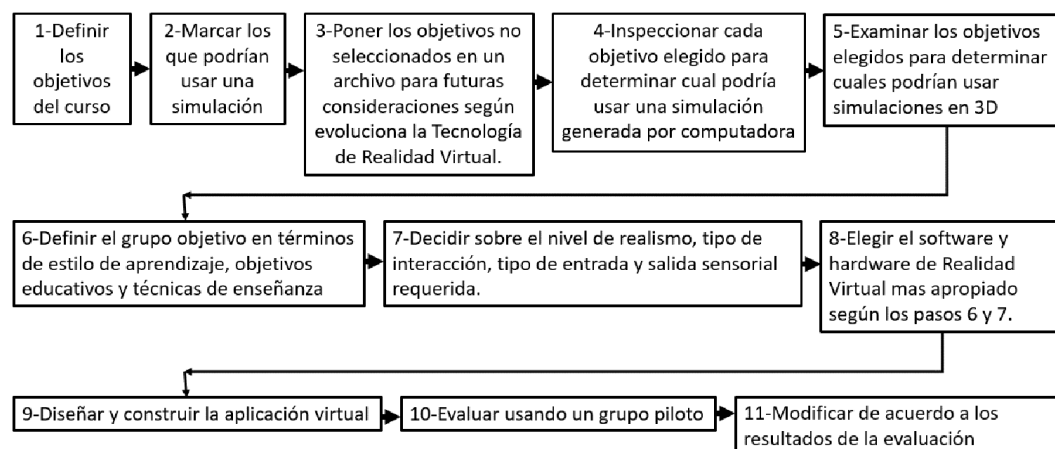 1-Definir
los
objetivos
del curso
2-Marcar los
que podrían
usar una
simulación
3-Poner los objetivos no
seleccionados en un
archivo para futuras
consideraciones según
evoluciona la Tecnología
de Realidad Virtual.
4-Inspeccionar cada
objetivo elegido para
determinar cual podría
usar una simulación
generada por computadora
5-Examinar los objetivos
elegidos para determinar
cuales podrían usar
simulaciones en 3D
6-Definir el grupo objetivo en términos
de estilo de aprendizaje, objetivos
educativos y técnicas de enseñanza
7-Decidir sobre el nivel de realismo, tipo de
interacción, tipo de entrada y salida sensorial
requerida.
8-Elegir el software y
hardware de Realidad
Virtual mas apropiado
según los pasos 6 y 7.
9-Diseñar y construir la aplicación virtual
10-Evaluar usando un grupo piloto
11-Modificar de acuerdo a los
resultados de la evaluación